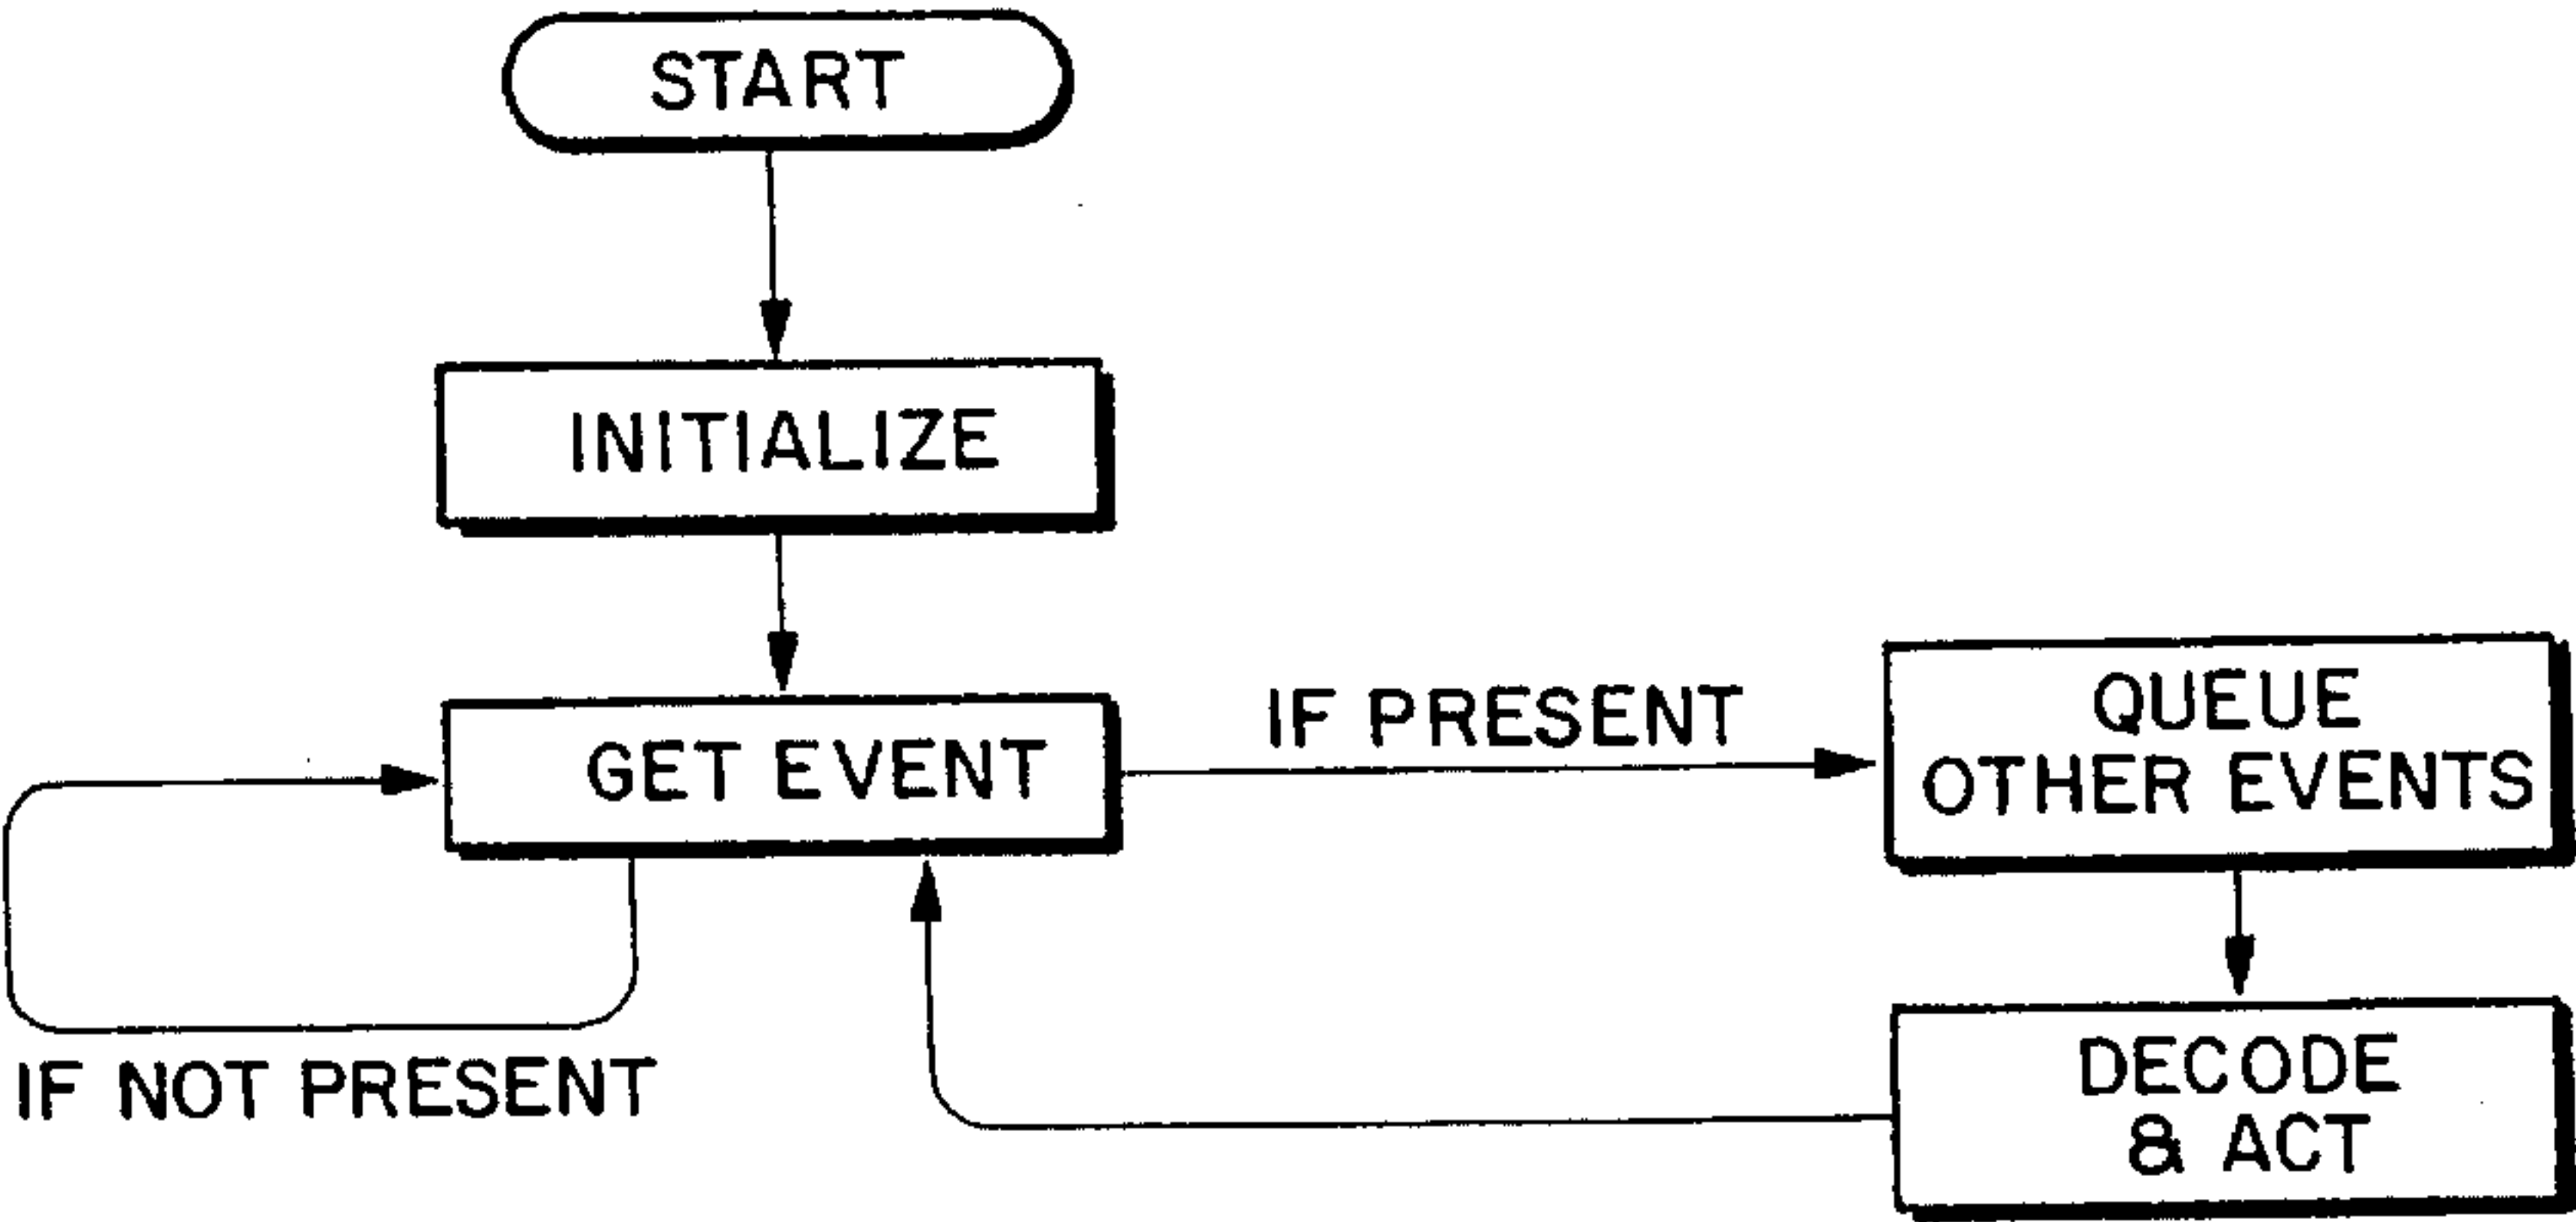 START
INITIALIZE
GET EVENT
IF PRESENT
QUEUE
OTHER EVENTS
IF NOT PRESENT
DECODE
& ACT